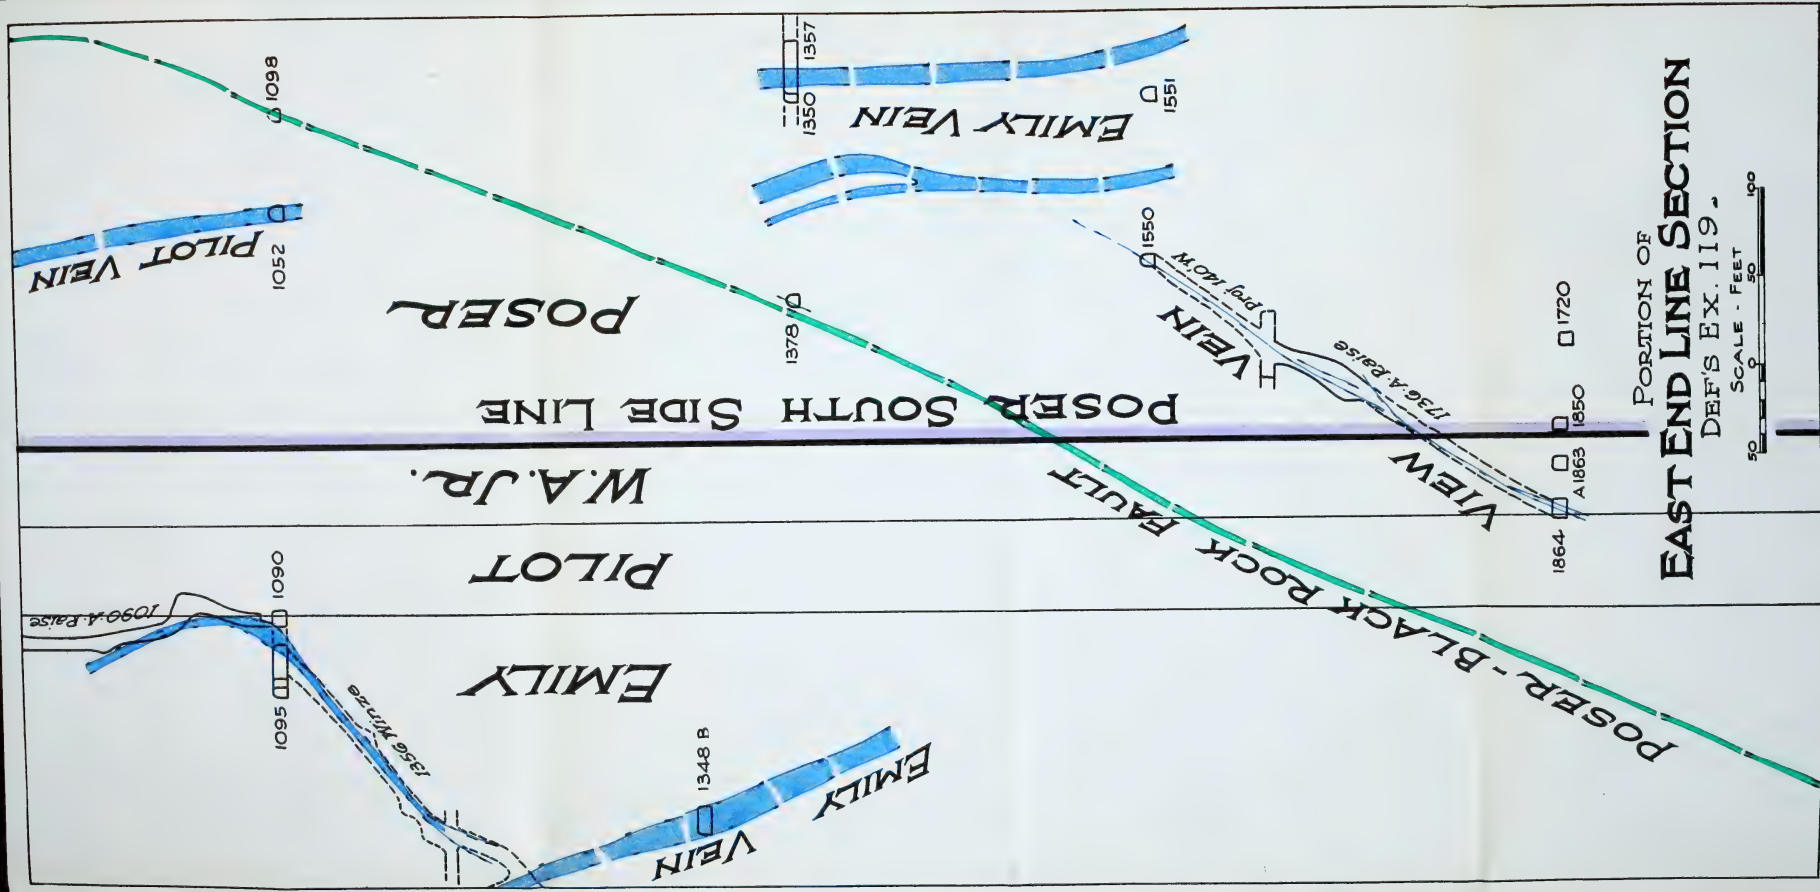 PORTION OF
EAST END LINE SECTION
DEF'S EX. 119.
SCALE - FEET
50 0 50 100
1098
PILOT VEIN
1052
POSER
1357
1350
EMILY VEIN
1551
1378
1550
Proj 140'W
VIEW VEIN
1736-A-Raise
1720
1850
A1863
1864
POSER SOUTH SIDE LINE
W.A.JR.
PILOT
EMILY
POSER - BLACK ROCK FAULT
1090-A-Raise
1090
1095
1356 Winze
1348 B
EMILY VEIN